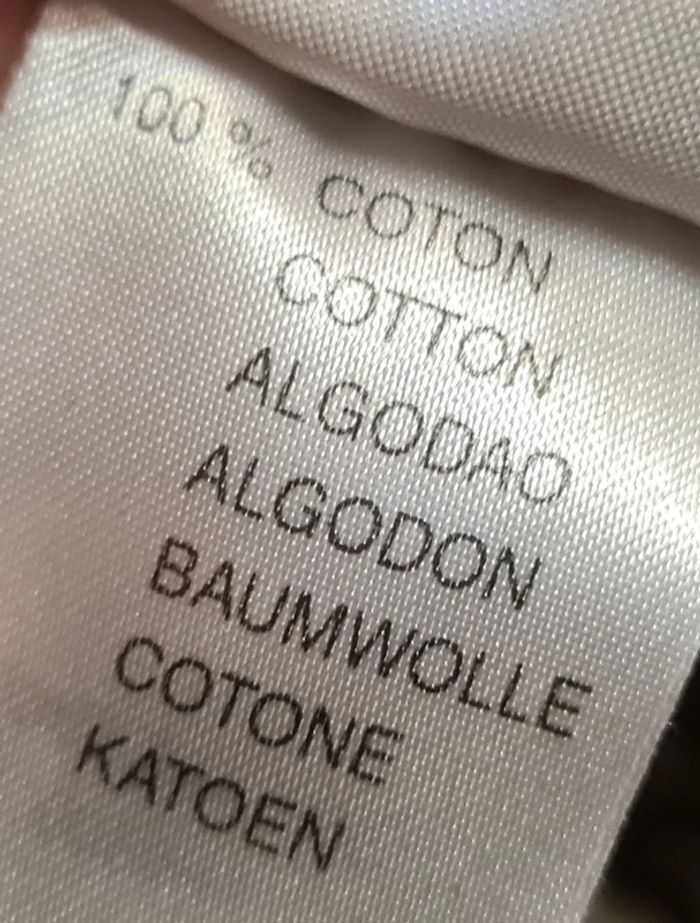 100 % COTON
COTTON
ALGODAO
ALGODON
BAUMWOLLE
COTONE
KATOEN